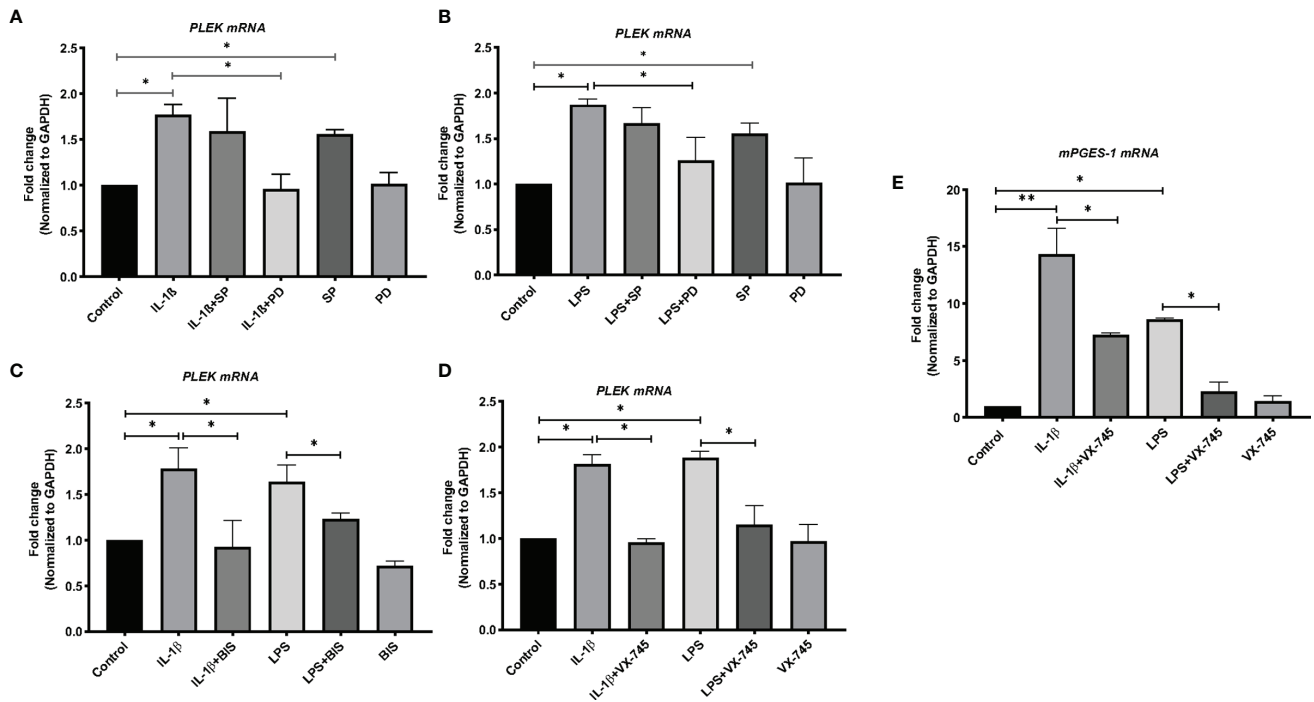 A
PLEK mRNA
Fold change
(Normalized to GAPDH)
2.5
2.0
1.5
1.0
0.5
0.0
*
*
*
Control
IL-1ß
IL-1ß+SP
IL-1ß+PD
SP
PD
B
PLEK mRNA
Fold change
(Normalized to GAPDH)
2.5
2.0
1.5
1.0
0.5
0.0
*
*
*
Control
LPS
LPS+SP
LPS+PD
SP
PD
C
PLEK mRNA
Fold change
(Normalized to GAPDH)
2.5
2.0
1.5
1.0
0.5
0.0
*
*
*
*
Control
IL-1β
IL-1β+BIS
LPS
LPS+BIS
BIS
D
PLEK mRNA
Fold change
(Normalized to GAPDH)
2.5
2.0
1.5
1.0
0.5
0.0
*
*
*
*
Control
IL-1β
IL-1β+VX-745
LPS
LPS+VX-745
VX-745
E
mPGES-1 mRNA
Fold change
(Normalized to GAPDH)
20
15
10
5
0
*
**
*
*
Control
IL-1β
IL-1β+VX-745
LPS
LPS+VX-745
VX-745